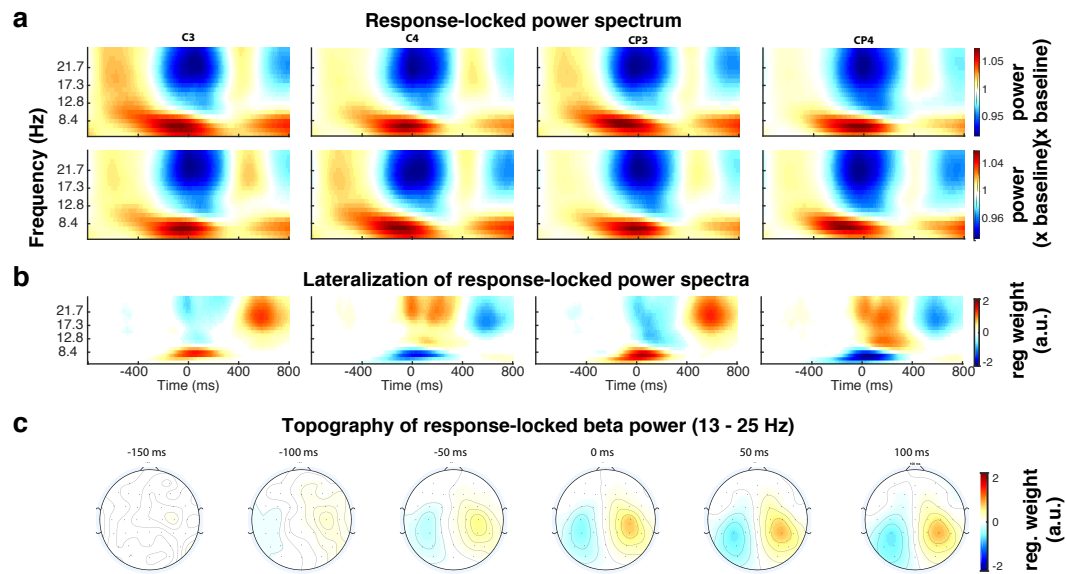 a
Response-locked power spectrum
C3 C4 CP3 CP4
Frequency (Hz)
21.7
17.3
12.8
8.4
1.05
1
0.95
power
(x baseline)
21.7
17.3
12.8
8.4
1.04
1
0.96
power
(x baseline)
b
Lateralization of response-locked power spectra
21.7
17.3
12.8
8.4
2
0
-2
reg weight
(a.u.)
-400 0 400 800 -400 0 400 800 -400 0 400 800 -400 0 400 800
Time (ms) Time (ms) Time (ms) Time (ms)
c
Topography of response-locked beta power (13 - 25 Hz)
-150 ms -100 ms -50 ms 0 ms 50 ms 100 ms
2
0
-2
reg. weight
(a.u.)